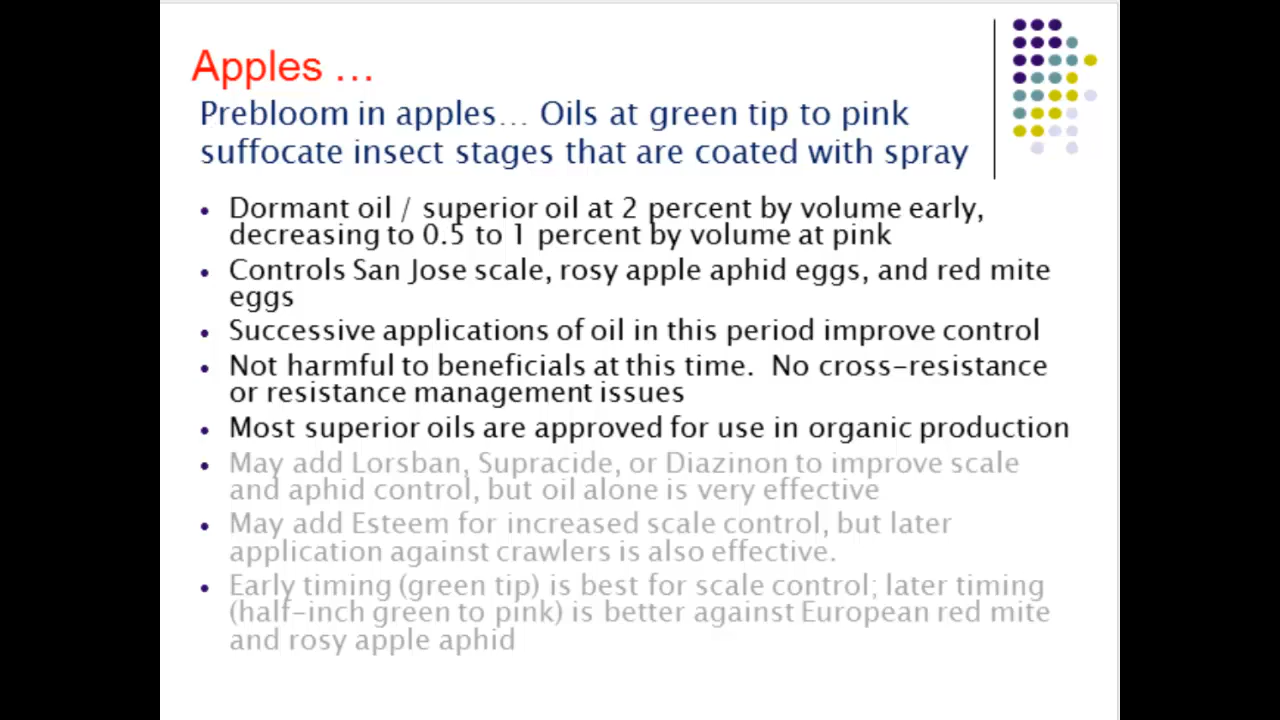 Apples …
Prebloom in apples… Oils at green tip to pink
suffocate insect stages that are coated with spray
• Dormant oil / superior oil at 2 percent by volume early,
decreasing to 0.5 to 1 percent by volume at pink
• Controls San Jose scale, rosy apple aphid eggs, and red mite
eggs
• Successive applications of oil in this period improve control
• Not harmful to beneficials at this time.  No cross-resistance
or resistance management issues
• Most superior oils are approved for use in organic production
• May add Lorsban, Supracide, or Diazinon to improve scale
and aphid control, but oil alone is very effective
• May add Esteem for increased scale control, but later
application against crawlers is also effective.
• Early timing (green tip) is best for scale control; later timing
(half-inch green to pink) is better against European red mite
and rosy apple aphid